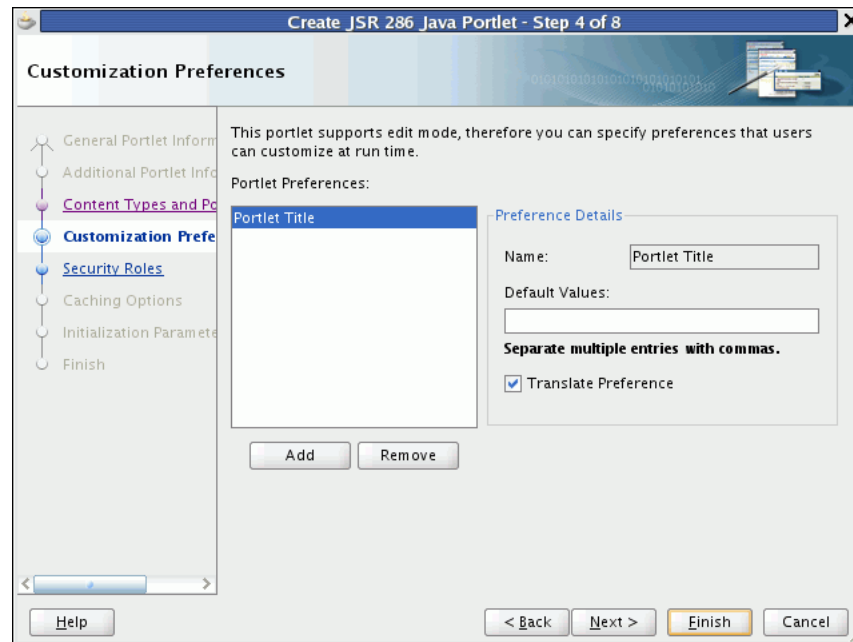 Create JSR 286 Java Portlet - Step 4 of 8
Customization Preferences
General Portlet Inform
Additional Portlet Info
Content Types and Po
Customization Prefe
Security Roles
Caching Options
Initialization Paramete
Finish
This portlet supports edit mode, therefore you can specify preferences that users
can customize at run time.
Portlet Preferences:
Portlet Title
Preference Details
Name: Portlet Title
Default Values:
Separate multiple entries with commas.
Translate Preference
Add Remove
Help < Back Next > Finish Cancel